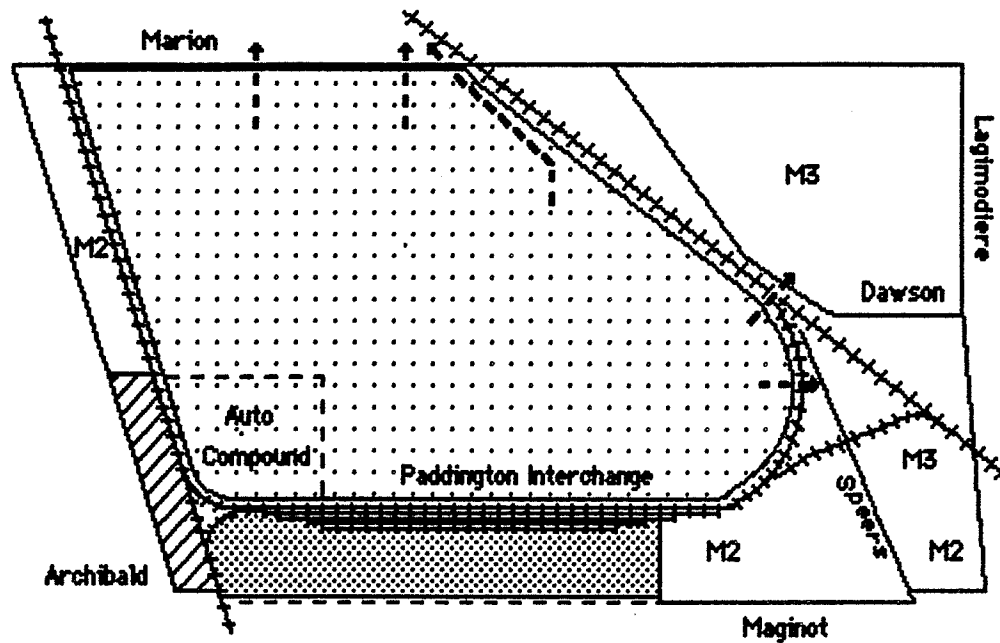 Marion
Lagimodiere
M3
M2
Dawson
Auto
Compound
Paddington Interchange
M3
Speers
M2
M2
Archibald
Maginot